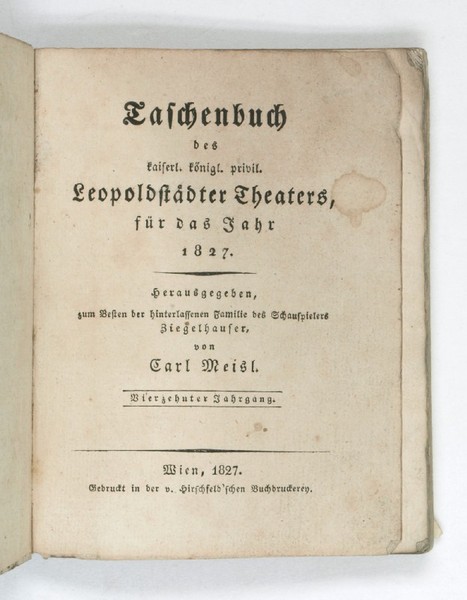 Taſchenbuch
des
kaiſerl. königl. privil.
Leopoldſtädter Theaters,
für das Jahr
1827.
Herausgegeben,
zum Beſten der hinterlaſſenen Familie des Schauſpielers
Ziegelhauſer,
von
Carl Meisl.
Vierzehnter Jahrgang.
Wien, 1827.
Gedruckt in der v. Hirſchfeld'ſchen Buchdruckerey.